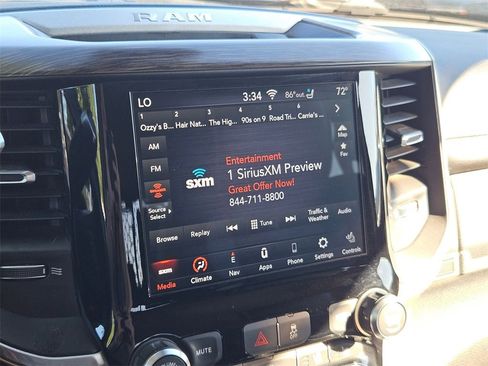 RAM
LO 3:34 86°out. 72°
1 2 3 4 5 6
Ozzy's B... Hair Nat... The Hig... 90s on 9 Road Tri... Carrie's ...
AM
Map
FM
Fav
Entertainment
sxm 1 SiriusXM Preview
Great Offer Now!
844-711-8800
Source
Select
Browse Replay Tune Traffic &
Weather Audio
sxm E
Media Climate Nav Apps Phone Settings Controls
MUTE
OFF